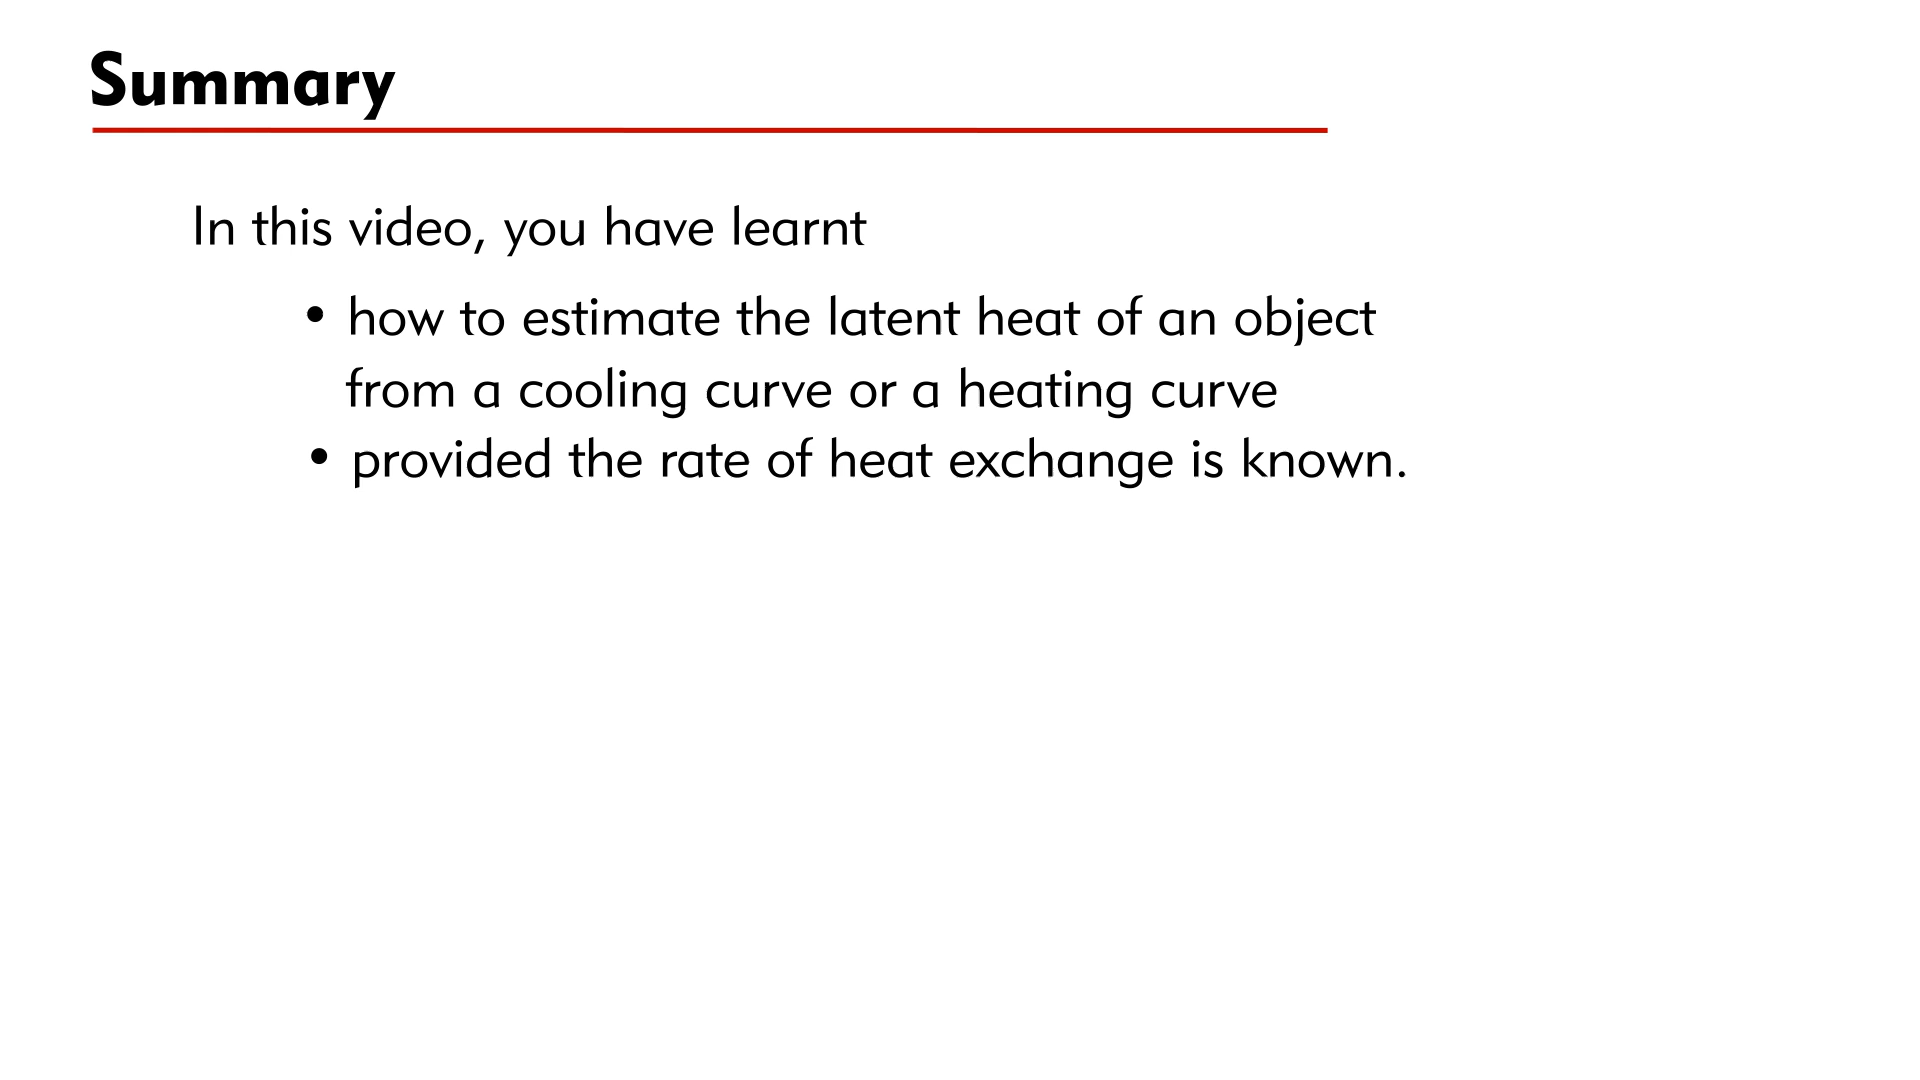 Summary
In this video, you have learnt
• how to estimate the latent heat of an object
from a cooling curve or a heating curve
• provided the rate of heat exchange is known.